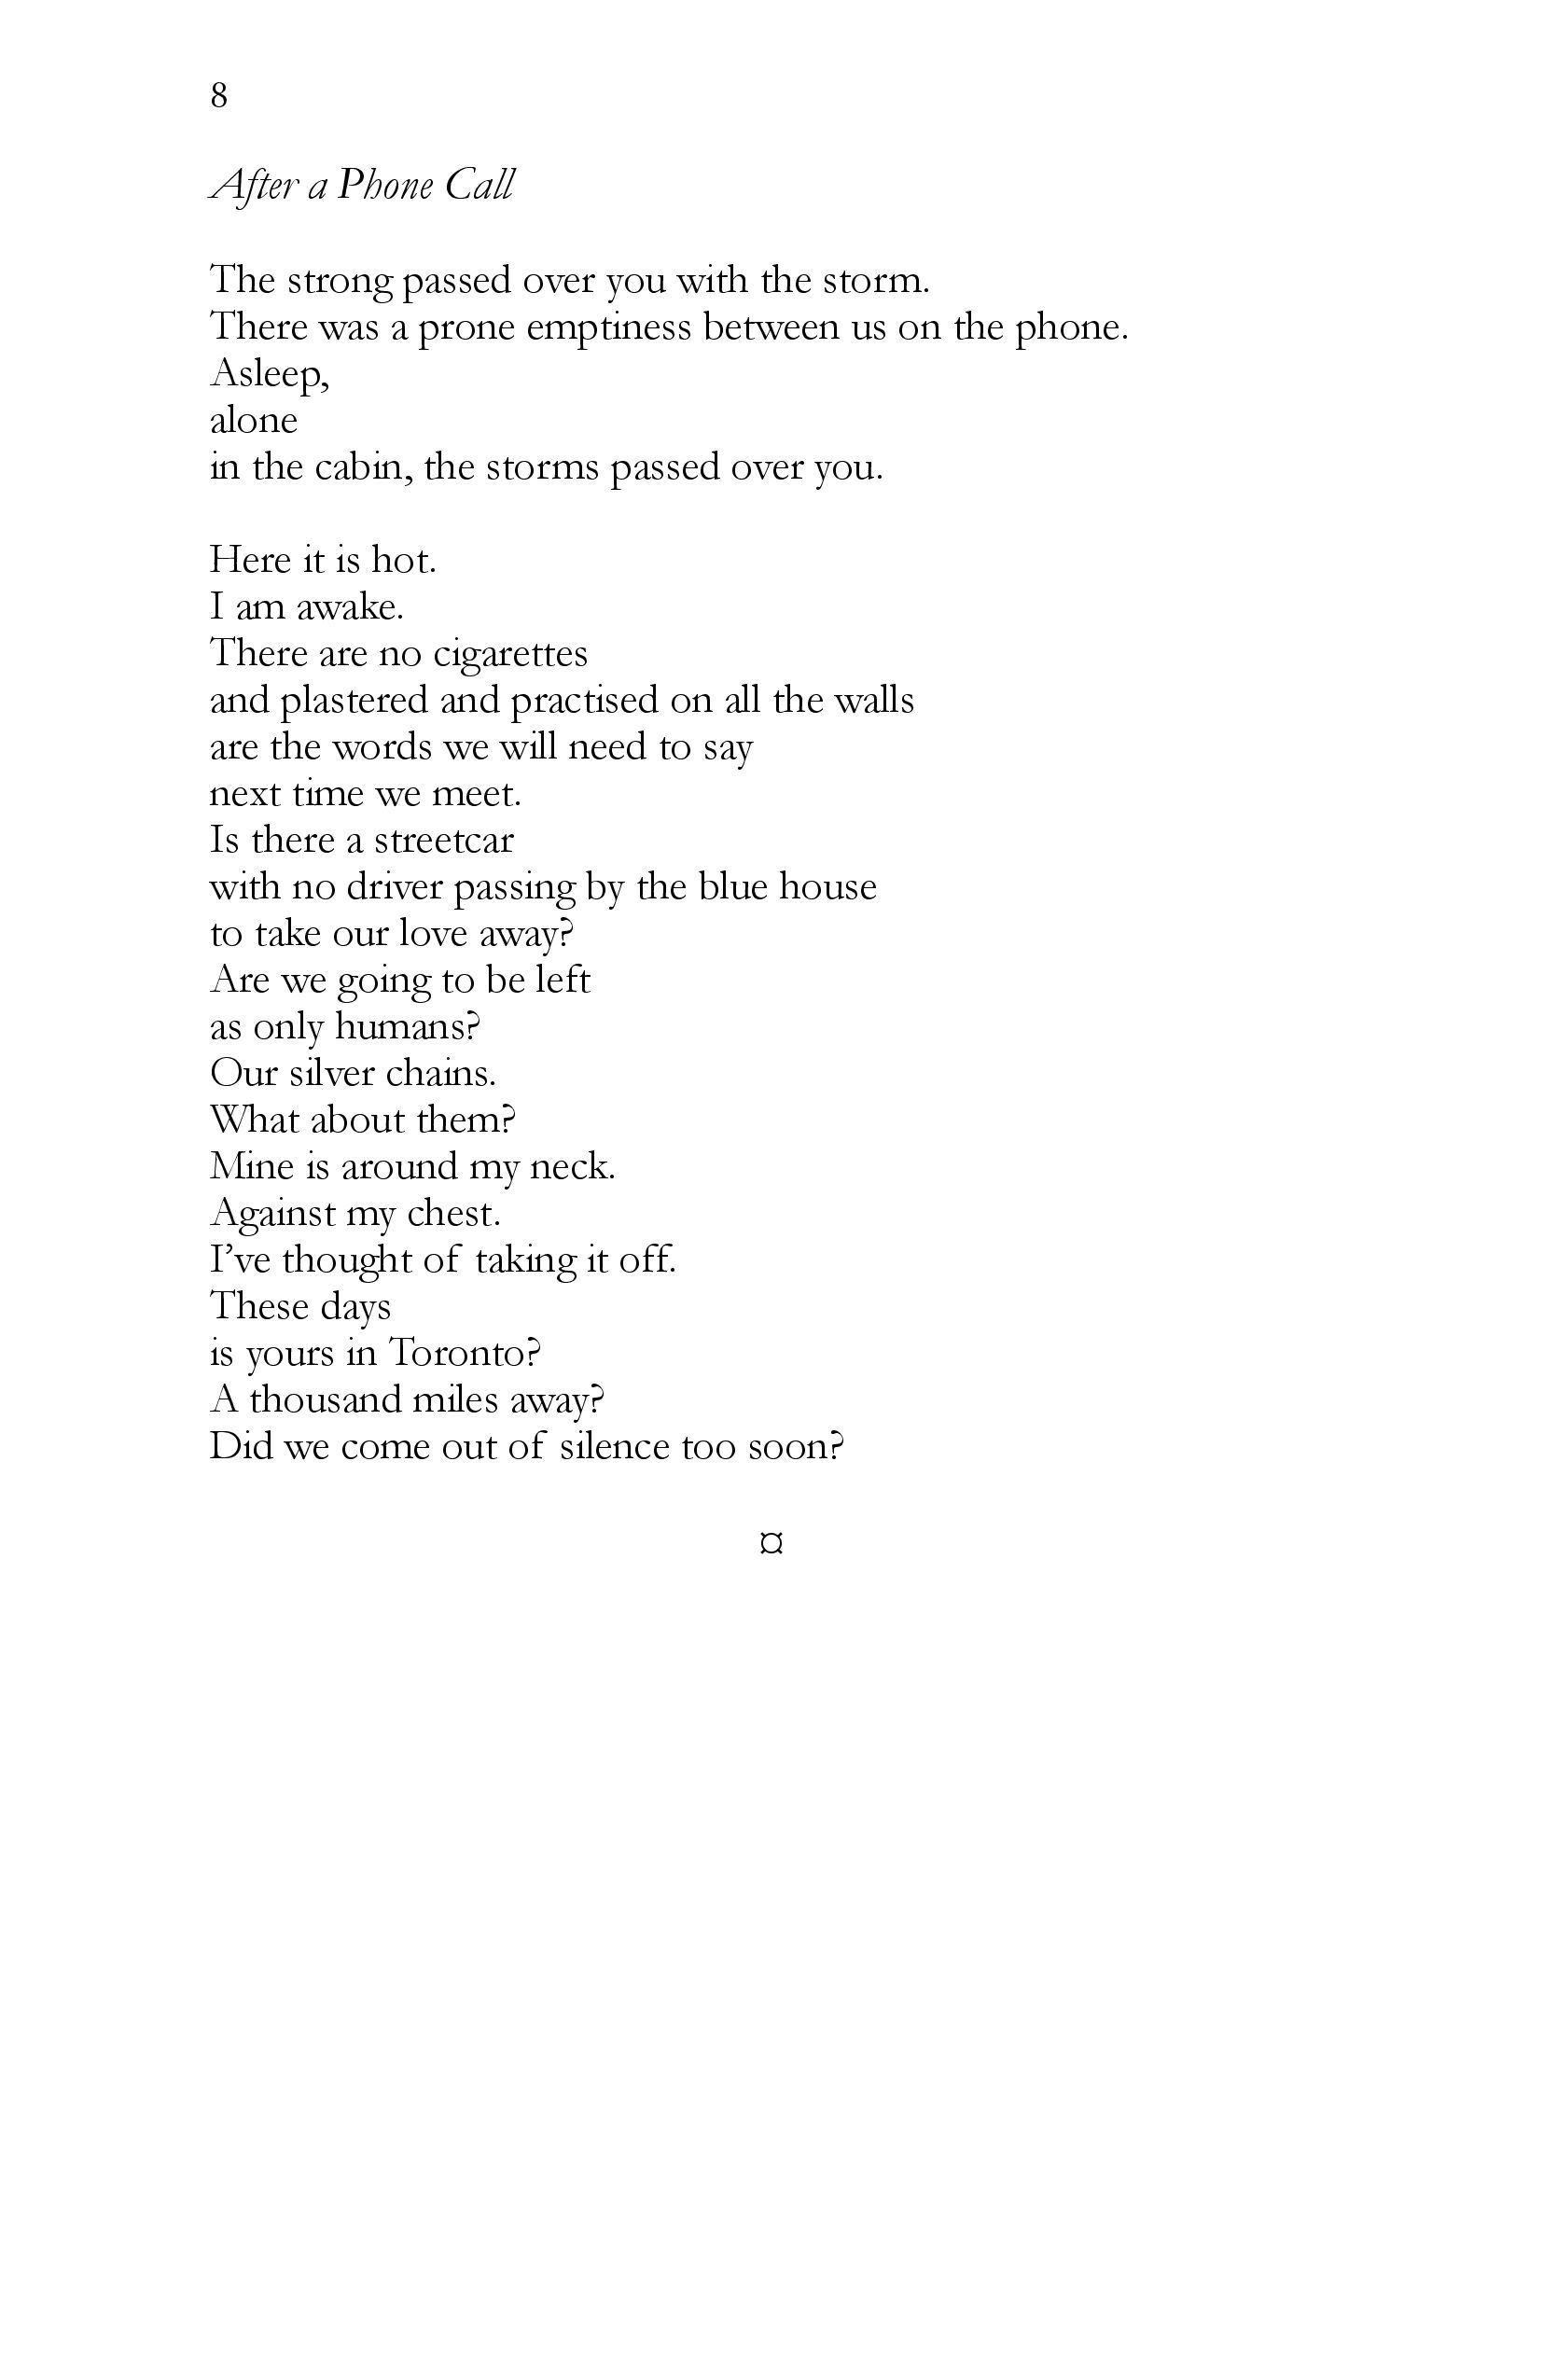 8
After a Phone Call
The strong passed over you with the storm.
There was a prone emptiness between us on the phone.
Asleep,
alone
in the cabin, the storms passed over you.
Here it is hot.
I am awake.
There are no cigarettes
and plastered and practised on all the walls
are the words we will need to say
next time we meet.
Is there a streetcar
with no driver passing by the blue house
to take our love away?
Are we going to be left
as only humans?
Our silver chains.
What about them?
Mine is around my neck.
Against my chest.
I’ve thought of taking it off.
These days
is yours in Toronto?
A thousand miles away?
Did we come out of silence too soon?
¤